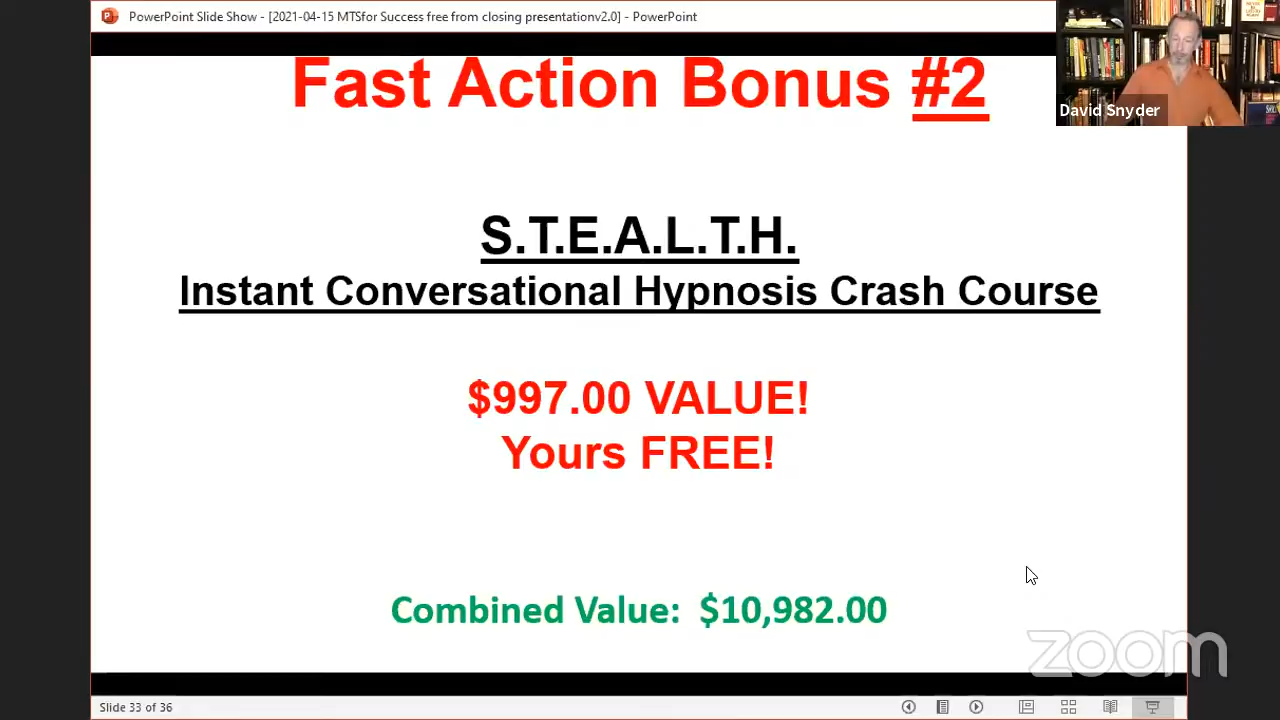 PowerPoint Slide Show - [2021-04-15 MTSfor Success free from closing presentationv2.0] - PowerPoint
Fast Action Bonus #2
David Snyder
S.T.E.A.L.T.H.
Instant Conversational Hypnosis Crash Course
$997.00 VALUE!
Yours FREE!
Combined Value: $10,982.00
zoom
Slide 33 of 36